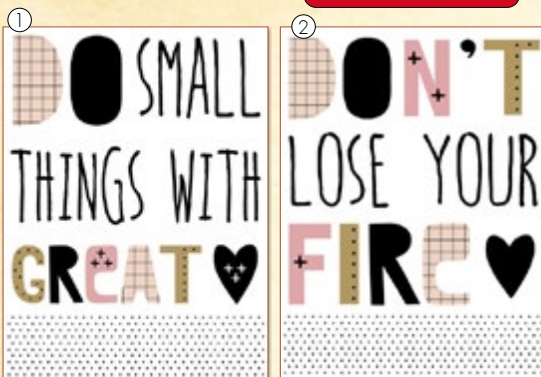 1
DO SMALL
THINGS WITH
GREAT
2
DON'T
LOSE YOUR
FIRE